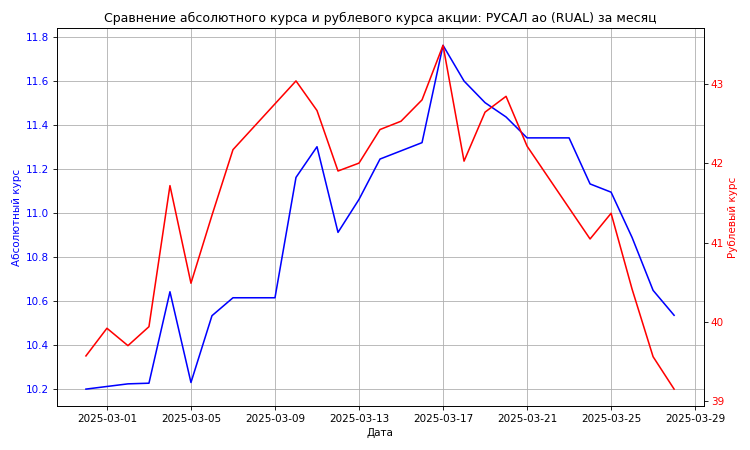 Сравнение абсолютного курса и рублевого курса акции: РУСАЛ ао (RUAL) за месяц
Абсолютный курс
11.8
11.6
11.4
11.2
11.0
10.8
10.6
10.4
10.2
43
42
41
40
39
Рублевый курс
2025-03-01 2025-03-05 2025-03-09 2025-03-13 2025-03-17 2025-03-21 2025-03-25 2025-03-29
Дата